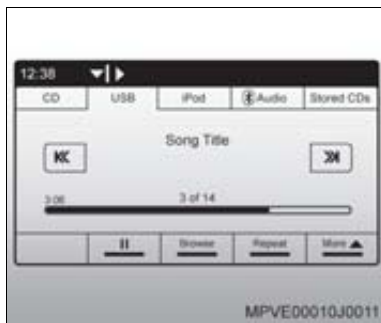 12:38
CD USB iPod Audio Stored CDs
Song Title
3:06 3 of 14
Browse Repeat More
MPVE00010J0011